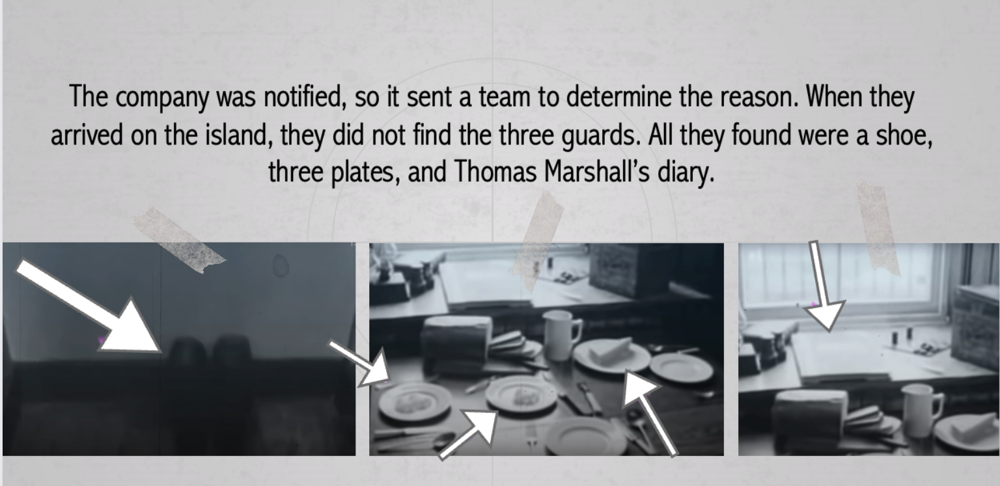 The company was notified, so it sent a team to determine the reason. When they
arrived on the island, they did not find the three guards. All they found were a shoe,
three plates, and Thomas Marshall’s diary.